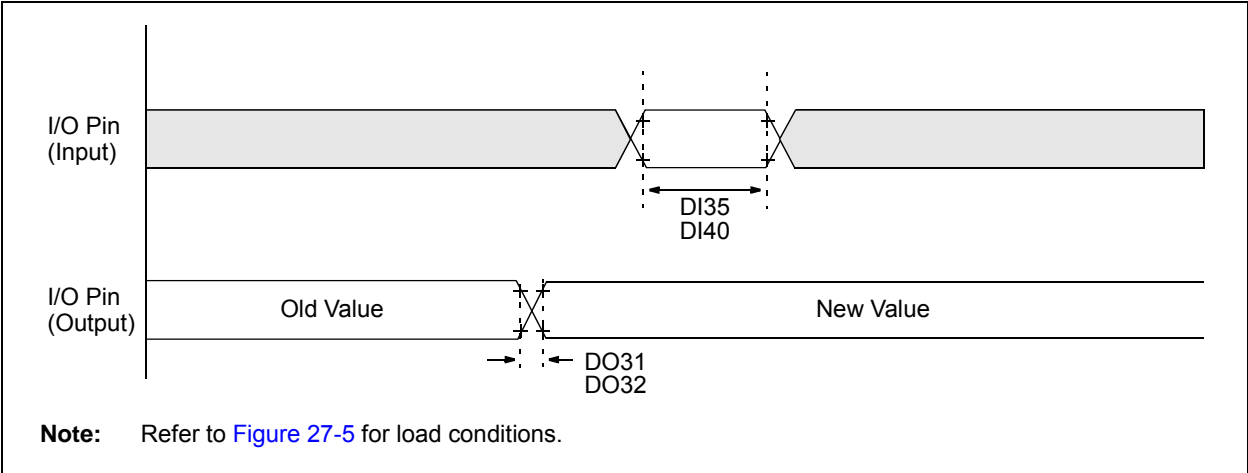 I/O Pin
(Input)
DI35
DI40
I/O Pin
(Output)
Old Value
New Value
DO31
DO32
Note: Refer to Figure 27-5 for load conditions.